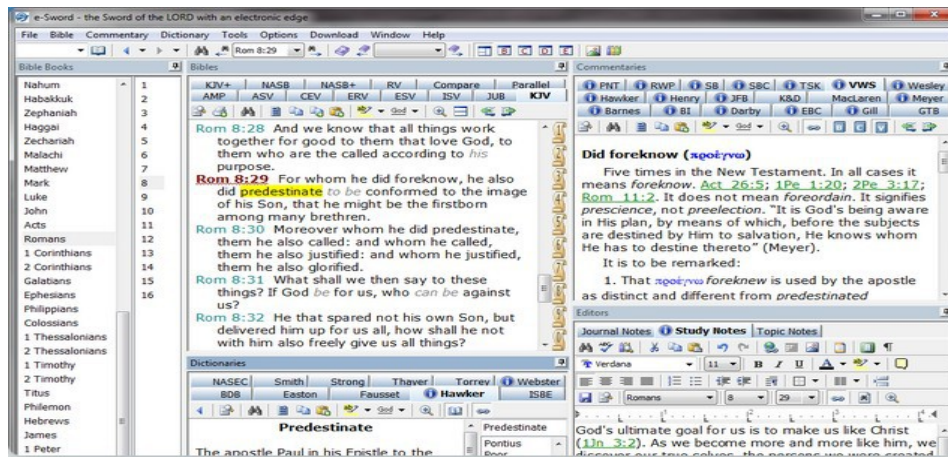 e-Sword - the Sword of the LORD with an electronic edge
File Bible Commentary Dictionary Tools Options Download Window Help
Rom 8:29
B C D E
Bible Books
Nahum
Habakkuk
Zephaniah
Haggai
Zechariah
Malachi
Matthew
Mark
Luke
John
Acts
Romans
1 Corinthians
2 Corinthians
Galatians
Ephesians
Philippians
Colossians
1 Thessalonians
2 Thessalonians
1 Timothy
2 Timothy
Titus
Philemon
Hebrews
James
1 Peter
1
2
3
4
5
6
7
8
9
10
11
12
13
14
15
16
Bibles
KJV+ NASB NASB+ RV Compare Parallel
AMP ASV CEV ERV ESV ISV JUB KJV
Rom 8:28 And we know that all things work
together for good to them that love God, to
them who are the called according to his
purpose.
Rom 8:29 For whom he did foreknow, he also
did predestinate to be conformed to the image
of his Son, that he might be the firstborn
among many brethren.
Rom 8:30 Moreover whom he did predestinate,
them he also called: and whom he called,
them he also justified: and whom he justified,
them he also glorified.
Rom 8:31 What shall we then say to these
things? If God be for us, who can be against
us?
Rom 8:32 He that spared not his own Son, but
delivered him up for us all, how shall he not
with him also freely give us all things?
Dictionaries
NASEC Smith Strong Thayer Torrey Webster
BDB Easton Fausset Hawker ISBE
Predestinate
The apostle Paul in his Epistle to the
Predestinate
Pontius
Poor
Commentaries
PNT RWP SB SBC TSK VWS Wesley
Hawker Henry JFB K&D MacLaren Meyer
Barnes BI Darby EBC Gill GTB
B C V
Did foreknow (προέγνω)
Five times in the New Testament. In all cases it
means foreknow. Act_26:5; 1Pe_1:20; 2Pe_3:17;
Rom_11:2. It does not mean foreordain. It signifies
prescience, not preelection. “It is God's being aware
in His plan, by means of which, before the subjects
are destined by Him to salvation, He knows whom
He has to destine thereto” (Meyer).
It is to be remarked:
1. That προέγνω foreknew is used by the apostle
as distinct and different from predestinated
Editors
Journal Notes Study Notes Topic Notes
Verdana 11 B I U A
Romans 8 29
God's ultimate goal for us is to make us like Christ
(1Jn_3:2). As we become more and more like him, we
discover our true selves, the persons we were created